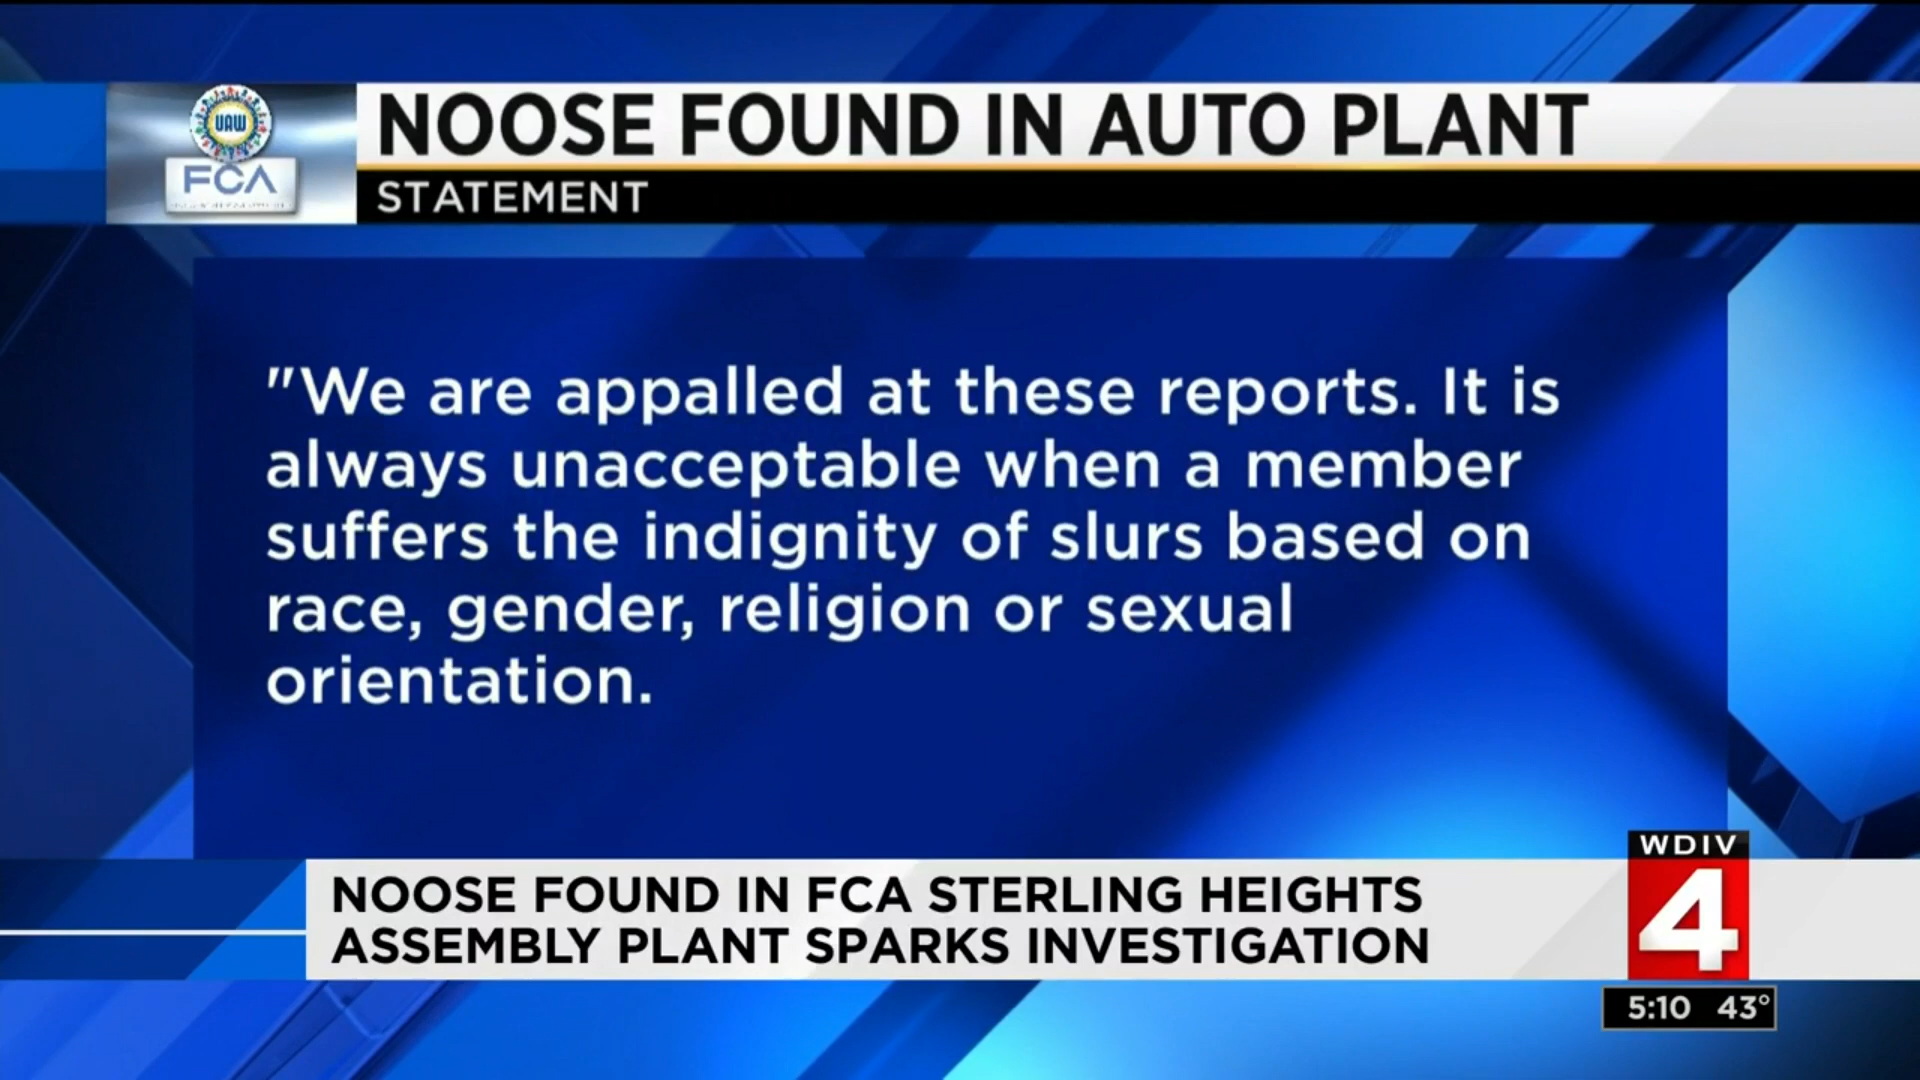 UAW
FCA
NOOSE FOUND IN AUTO PLANT
STATEMENT
"We are appalled at these reports. It is
always unacceptable when a member
suffers the indignity of slurs based on
race, gender, religion or sexual
orientation.
NOOSE FOUND IN FCA STERLING HEIGHTS
ASSEMBLY PLANT SPARKS INVESTIGATION
WDIV
4
5:10 43°